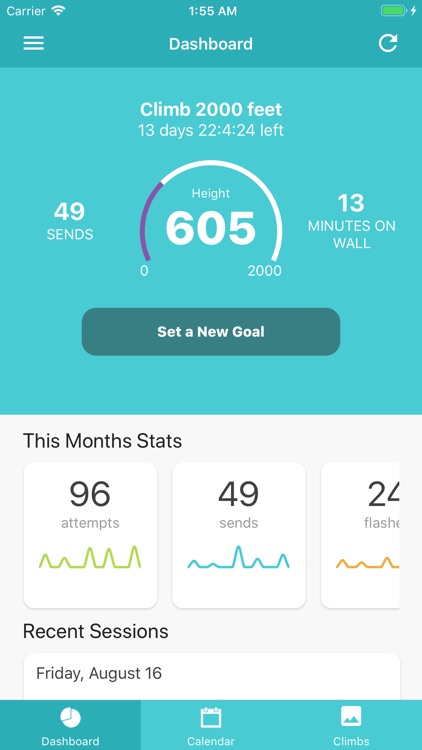 Carrier 1:55 AM
Dashboard
Climb 2000 feet
13 days 22:4:24 left
49
SENDS
Height
605
0 2000
13
MINUTES ON
WALL
Set a New Goal
This Months Stats
96
attempts
49
sends
24
flashe
Recent Sessions
Friday, August 16
Dashboard
Calendar
Climbs